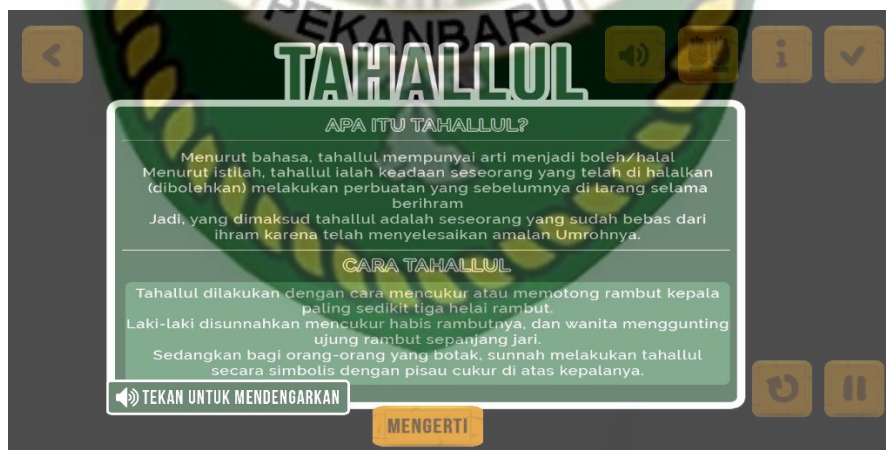 PEKANBARU
TAHALLUL
APA ITU TAHALLUL?
Menurut bahasa, tahallul mempunyai arti menjadi boleh/halal
Menurut istilah, tahallul ialah keadaan seseorang yang telah di halalkan
(dibolehkan) melakukan perbuatan yang sebelumnya di larang selama
berihram
Jadi, yang dimaksud tahallul adalah seseorang yang sudah bebas dari
ihram karena telah menyelesaikan amalan Umrohnya.
CARA TAHALLUL
Tahallul dilakukan dengan cara mencukur atau memotong rambut kepala
paling sedikit tiga helai rambut.
Laki-laki disunnahkan mencukur habis rambutnya, dan wanita menggunting
ujung rambut sepanjang jari.
Sedangkan bagi orang-orang yang botak, sunnah melakukan tahallul
secara simbolis dengan pisau cukur di atas kepalanya.
TEKAN UNTUK MENDENGARKAN
MENGERTI